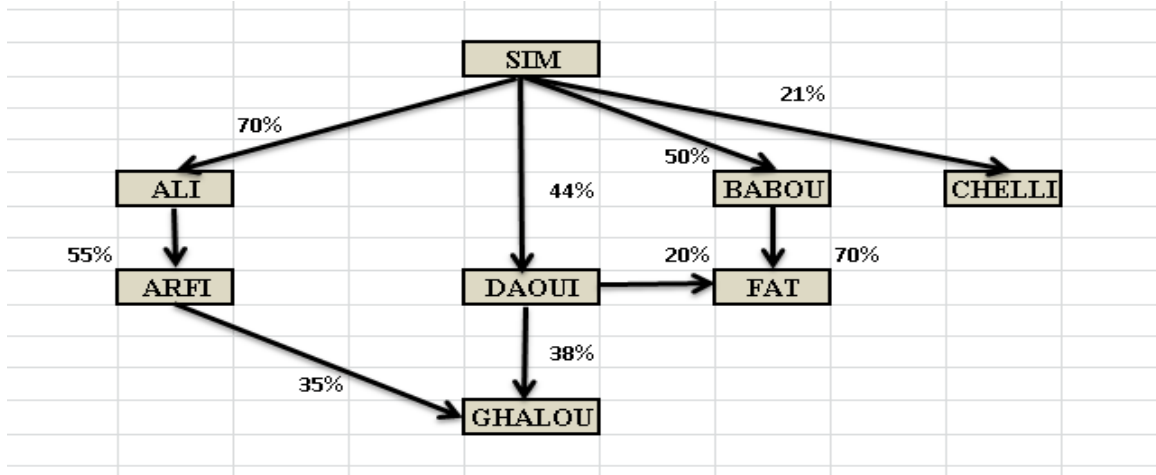 SIM
21%
70%
50%
ALI
44%
BABOU
CHELLI
55%
20%
70%
ARFI
DAOUI
FAT
38%
35%
GHALOU